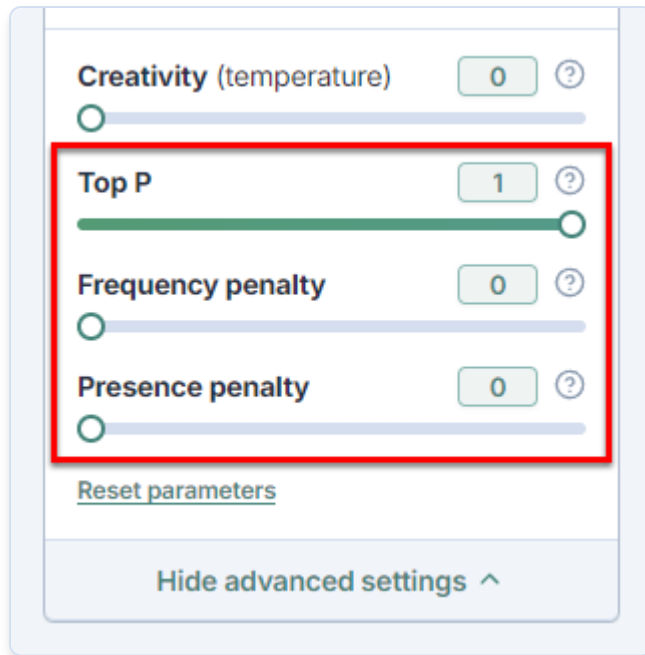 Creativity (temperature) 0 ?
Top P 1 ?
Frequency penalty 0 ?
Presence penalty 0 ?
Reset parameters
Hide advanced settings